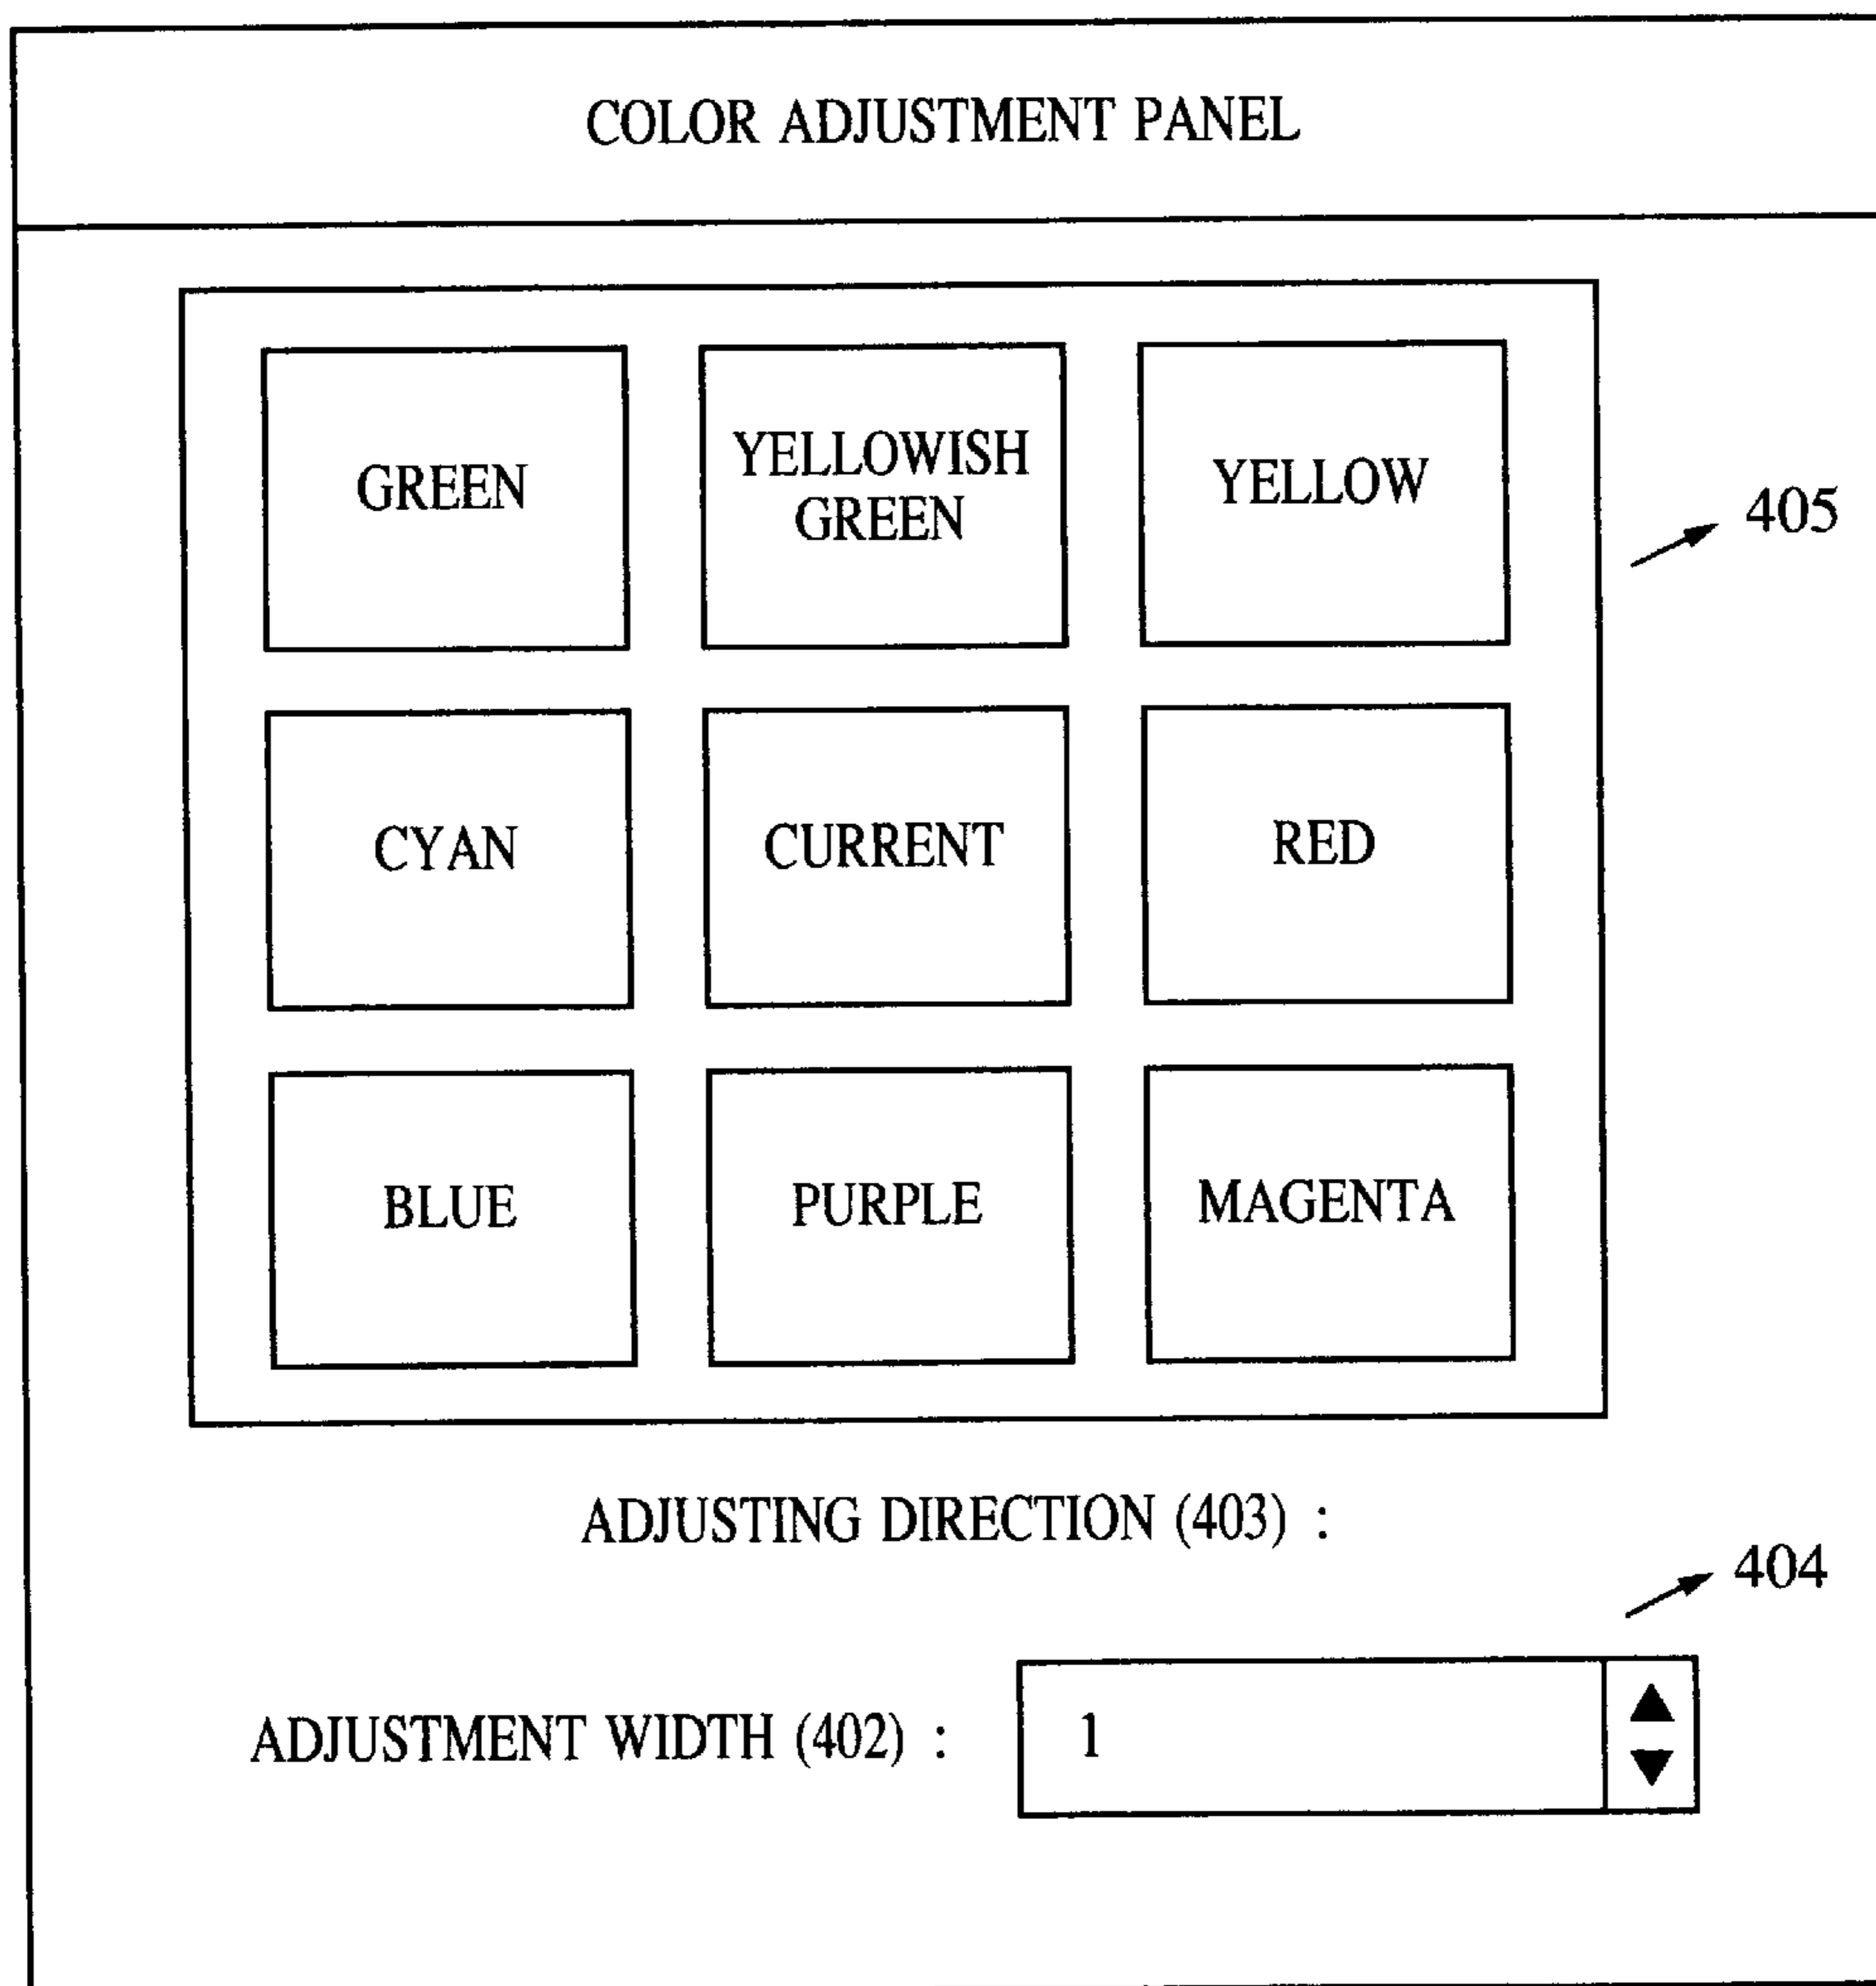 COLOR ADJUSTMENT PANEL
GREEN
YELLOWISH
GREEN
YELLOW
405
CYAN
CURRENT
RED
BLUE
PURPLE
MAGENTA
ADJUSTING DIRECTION (403) :
404
ADJUSTMENT WIDTH (402) :
1